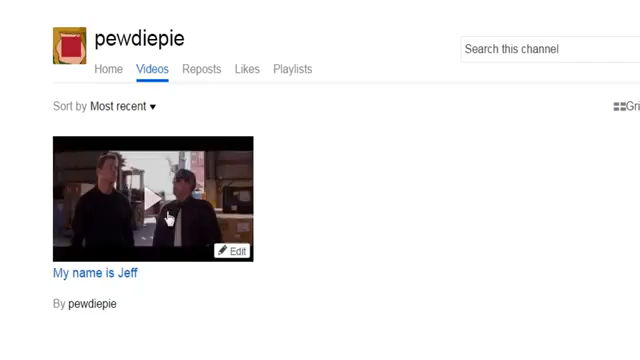 pewdiepie
Search this channel
Home Videos Reposts Likes Playlists
Sort by Most recent
Gri
Edit
My name is Jeff
By pewdiepie